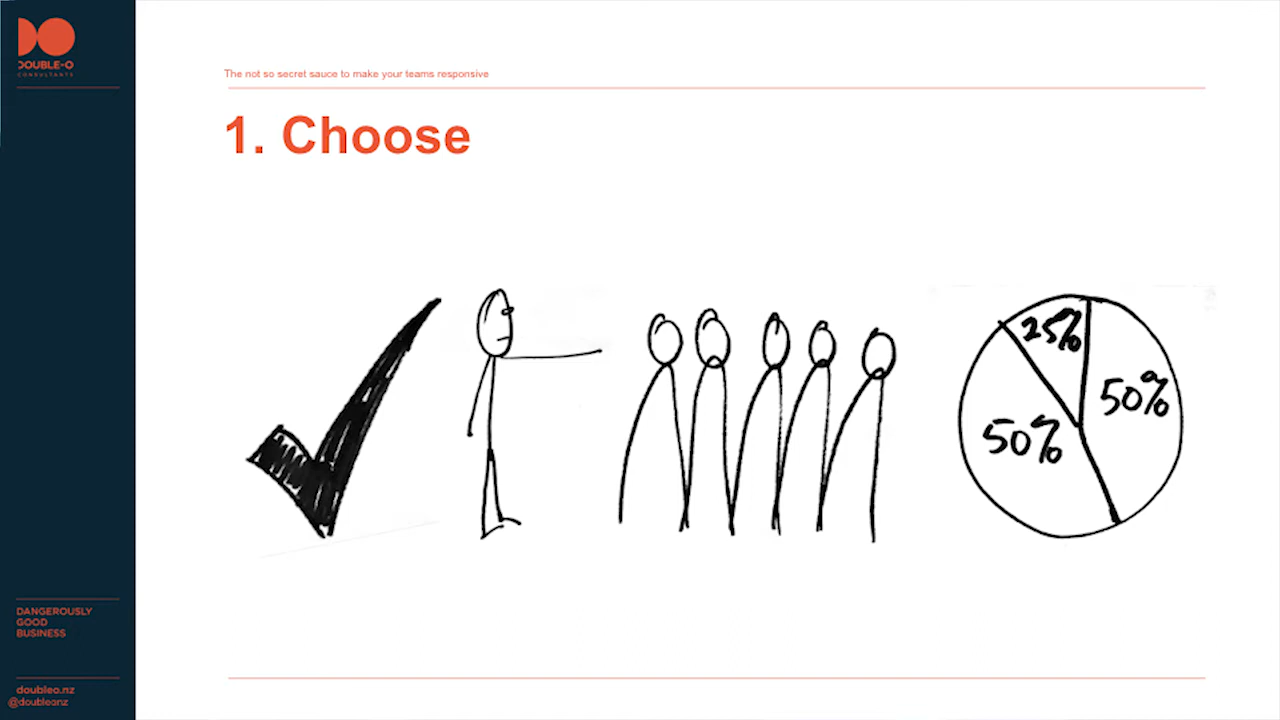 DOUBLE-O
CONSULTANTS
The not so secret sauce to make your teams responsive
1. Choose
25%
50%
50%
DANGEROUSLY
GOOD
BUSINESS
doubleo.nz
@doubleonz